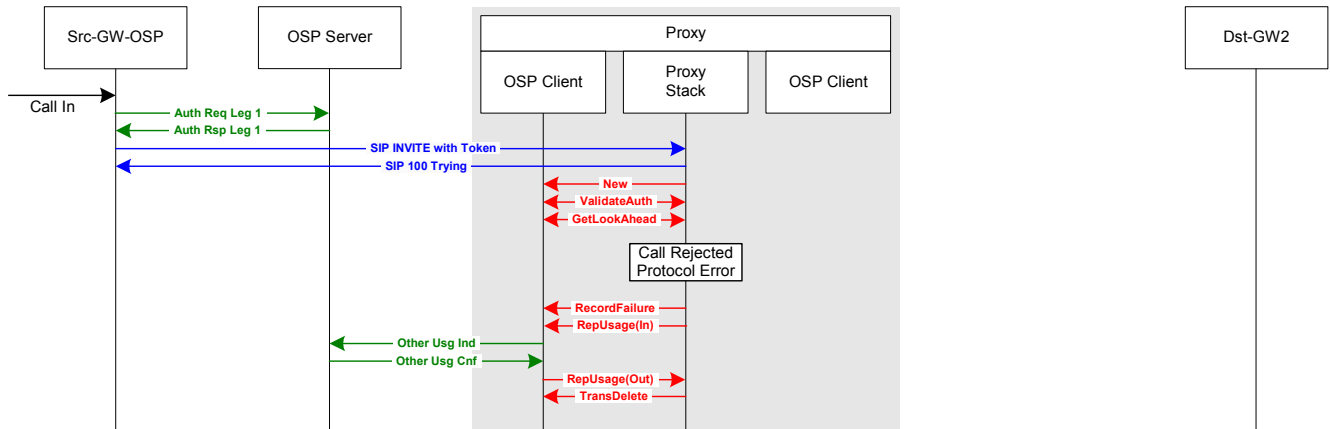 Src-GW-OSP
OSP Server
Proxy
Dst-GW2
OSP Client
Proxy
Stack
OSP Client
Call In
Auth Req Leg 1
Auth Rsp Leg 1
SIP INVITE with Token
SIP 100 Trying
New
ValidateAuth
GetLookAhead
Call Rejected
Protocol Error
RecordFailure
RepUsage(In)
Other Usg Ind
Other Usg Cnf
RepUsage(Out)
TransDelete